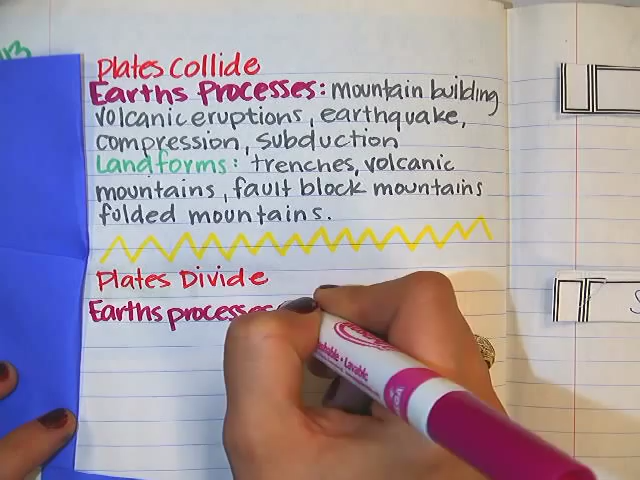 Plates Collide
Earths Processes: mountain building
volcanic eruptions, earthquake,
compression, subduction
Landforms: trenches, volcanic
mountains, fault block mountains
folded mountains.
Plates Divide
Earths processes
Lavable